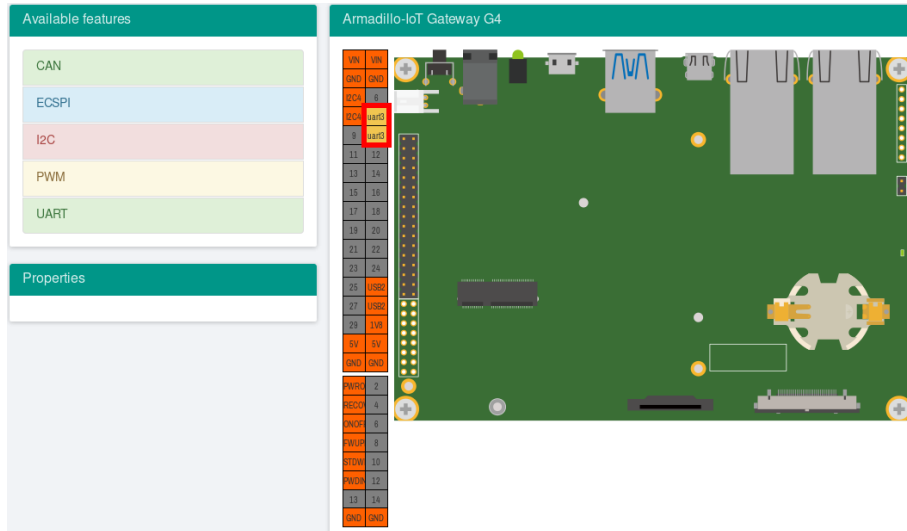 Available features
CAN
ECSPI
I2C
PWM
UART
Properties
Armadillo-IoT Gateway G4
VIN VIN
GND GND
I2C4 6
I2C4 uart3
9 uart3
11 12
13 14
15 16
17 18
19 20
21 22
23 24
25 USB2
27 USB2
29 1V8
5V 5V
GND GND
PWRO 2
RECOV 4
ONOFF 6
FWUP 8
STDW 10
PWDIN 12
13 14
GND GND